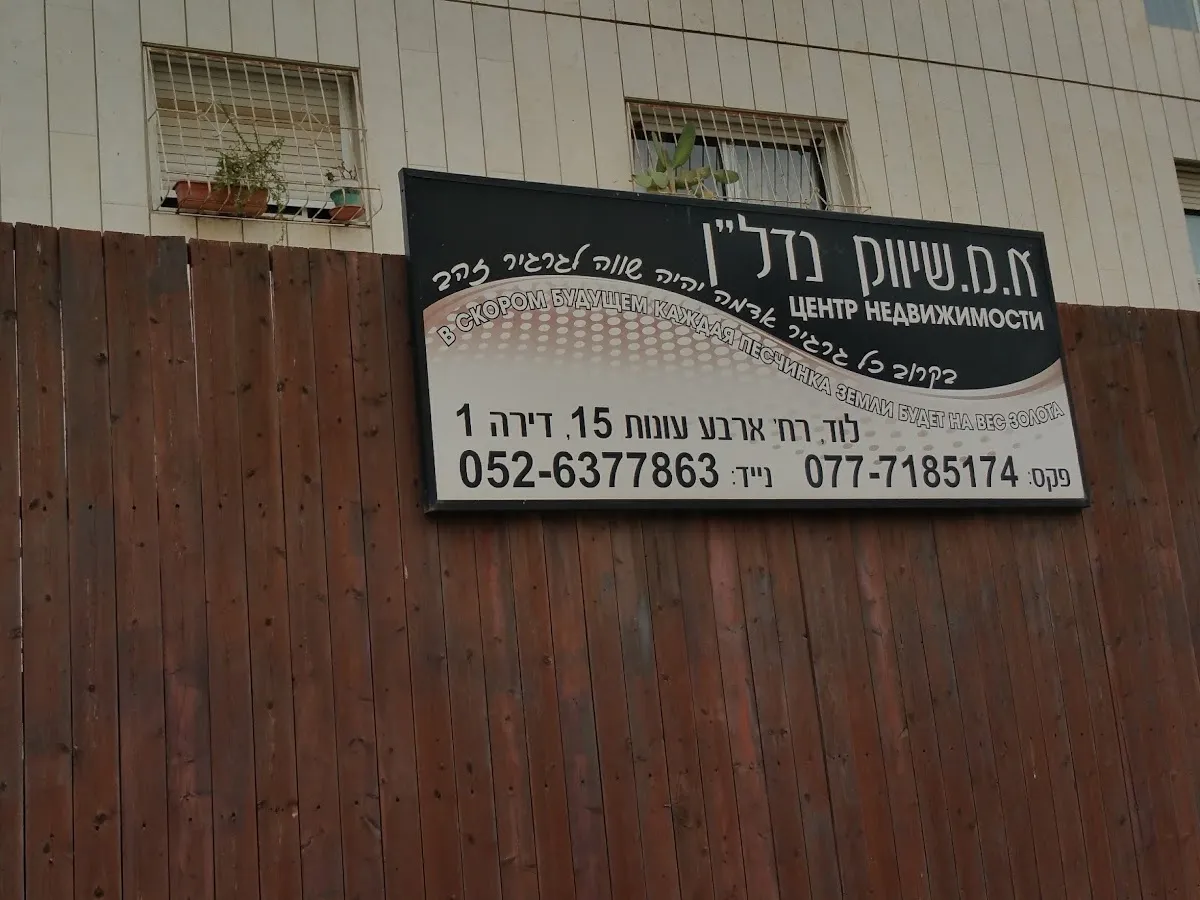 א.מ.שיווק נדל"ן
ЦЕНТР НЕДВИЖИМОСТИ
בקרוב כל גרגיר אדמה יהיה שווה לגרגיר זהב
В СКОРОМ БУДУЩЕМ КАЖДАЯ ПЕСЧИНКА ЗЕМЛИ БУДЕТ НА ВЕС ЗОЛОТА
לוד, רח' ארבע עונות 15, דירה 1
פקס: 077-7185174 נייד: 052-6377863